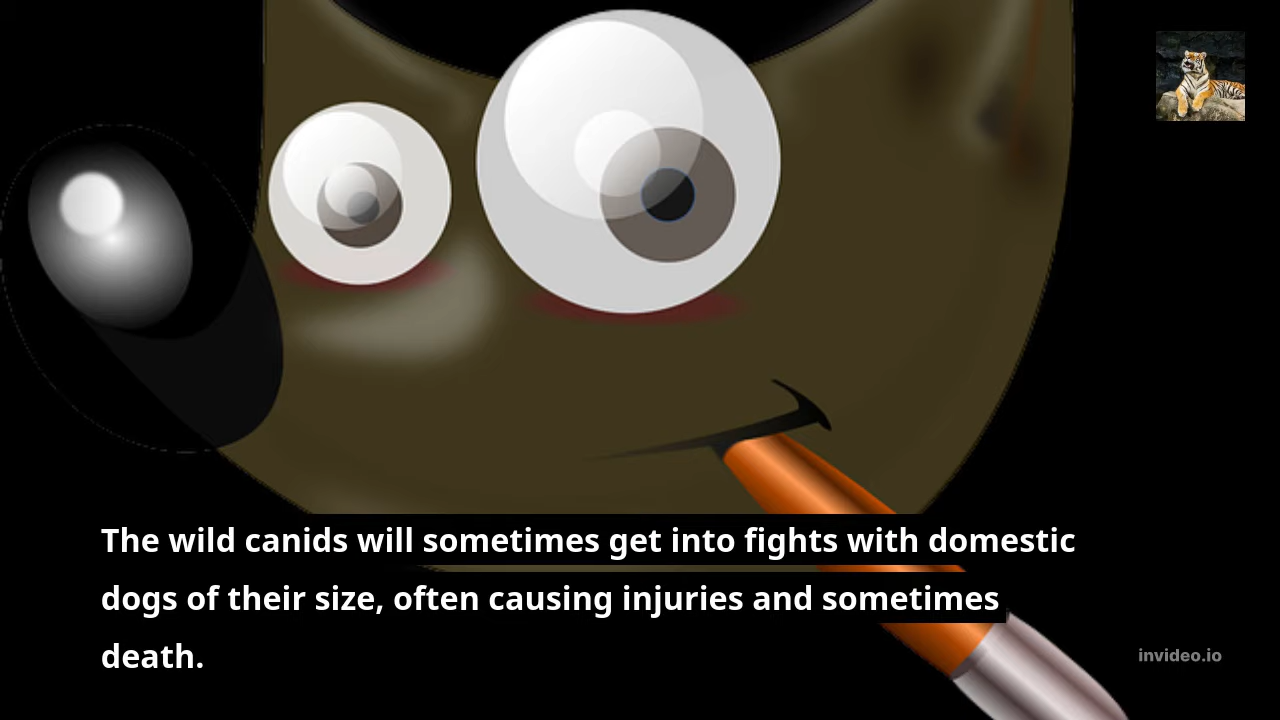 The wild canids will sometimes get into fights with domestic
dogs of their size, often causing injuries and sometimes
death.
invideo.io